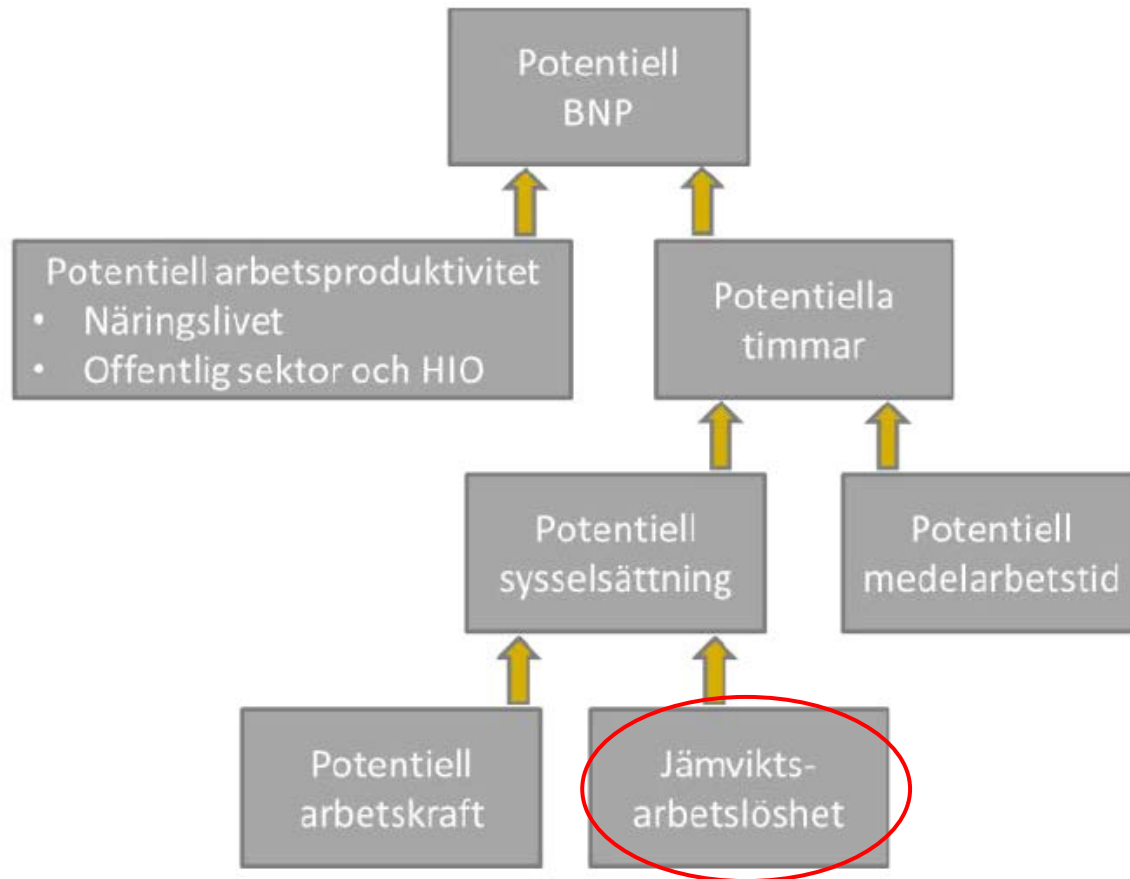 Potentiell
BNP
Potentiell arbetsproduktivitet
• Näringslivet
• Offentlig sektor och HIO
Potentiella
timmar
Potentiell
sysselsättning
Potentiell
medelarbetstid
Potentiell
arbetskraft
Jämvikts-
arbetslöshet